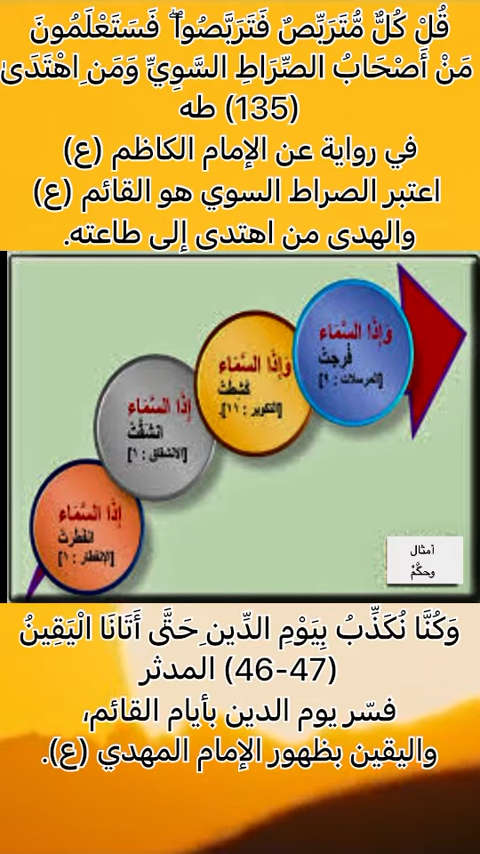 قُلْ كُلٌّ مُّتَرَبِّصٌ فَتَرَبَّصُوا ۖ فَسَتَعْلَمُونَ
مَنْ أَصْحَابُ الصِّرَاطِ السَّوِيِّ وَمَنِ اهْتَدَىٰ
(135) طه
في رواية عن الإمام الكاظم (ع)
اعتبر الصراط السوي هو القائم (ع)
والهدى من اهتدى إلى طاعته.
وَإِذَا السَّمَاء
فُرِجَتْ
[المرسلات : ٩]
وَإِذَا السَّمَاء
كُشِطَتْ
[التكوير : ١١].
إِذَا السَّمَاء
انشَقَّتْ
[الانشقاق : ١]
إِذَا السَّمَاء
انفَطَرَتْ
[الانفطار : ١]
أمثال
وحكَّمْ
وَكُنَّا نُكَذِّبُ بِيَوْمِ الدِّينِ حَتَّى أَتَانَا الْيَقِينُ
(46-47) المدثر
فسّر يوم الدين بأيام القائم،
واليقين بظهور الإمام المهدي (ع).